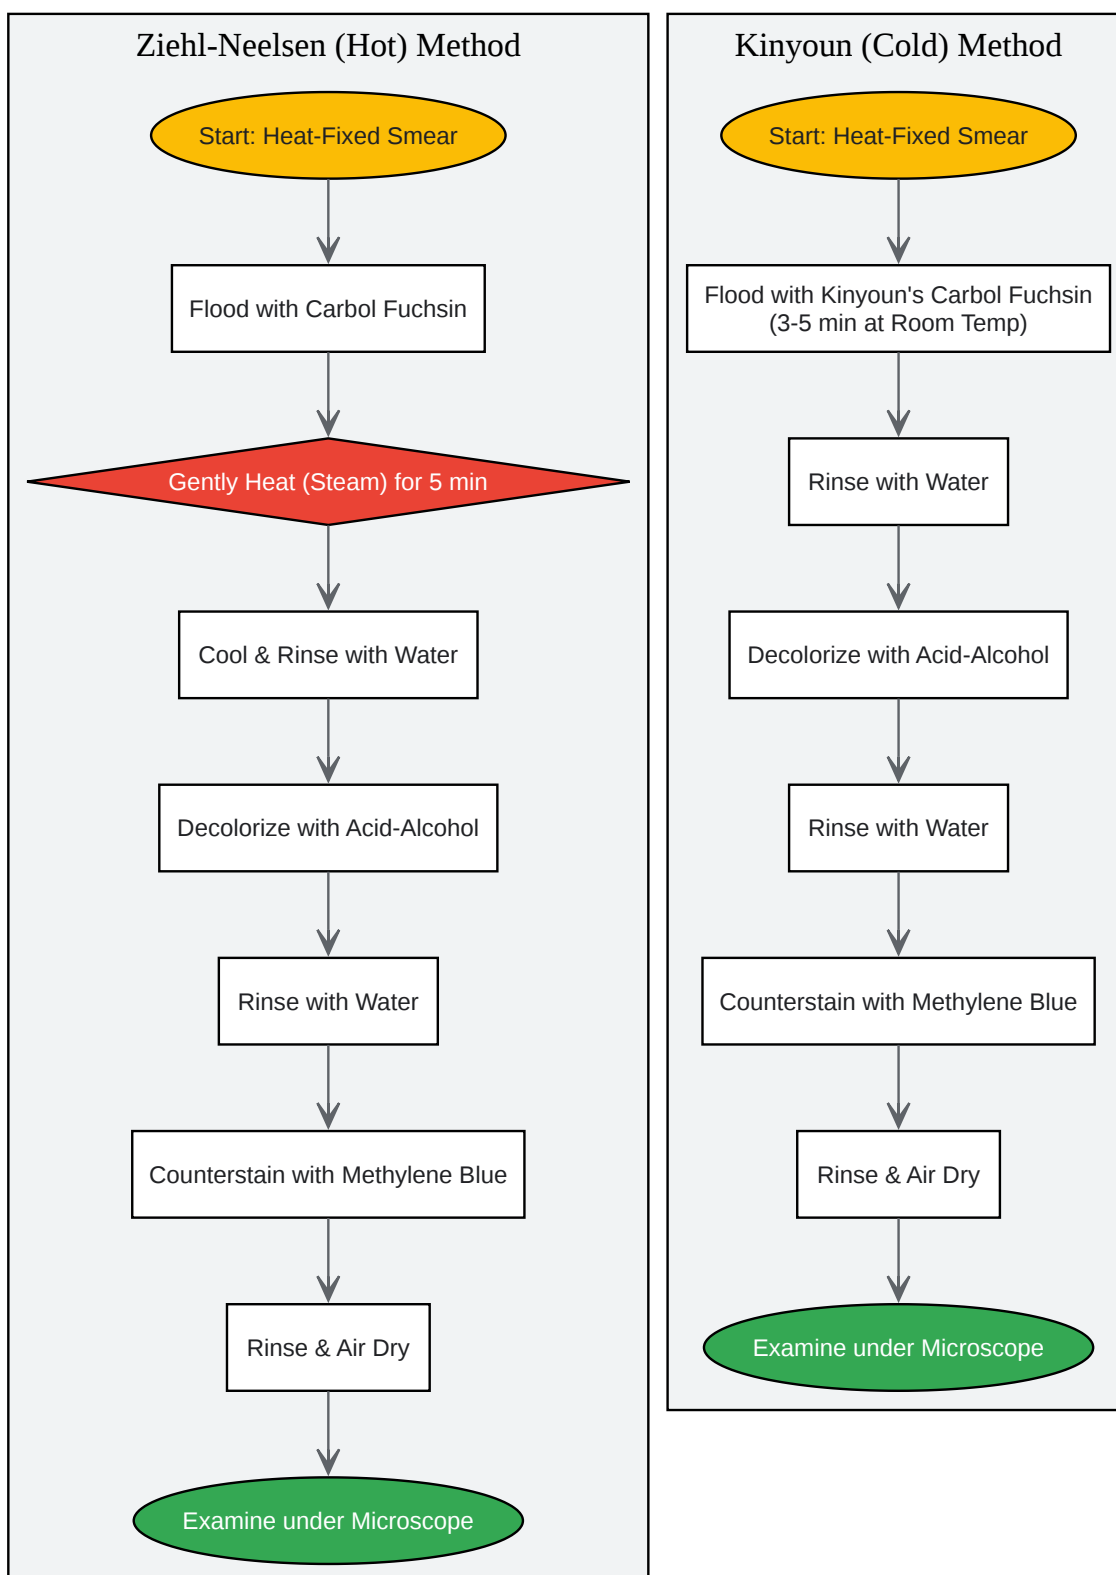 Ziehl-Neelsen (Hot) Method
Start: Heat-Fixed Smear
Flood with Carbol Fuchsin
Gently Heat (Steam) for 5 min
Cool & Rinse with Water
Decolorize with Acid-Alcohol
Rinse with Water
Counterstain with Methylene Blue
Rinse & Air Dry
Examine under Microscope
Kinyoun (Cold) Method
Start: Heat-Fixed Smear
Flood with Kinyoun's Carbol Fuchsin
(3-5 min at Room Temp)
Rinse with Water
Decolorize with Acid-Alcohol
Rinse with Water
Counterstain with Methylene Blue
Rinse & Air Dry
Examine under Microscope